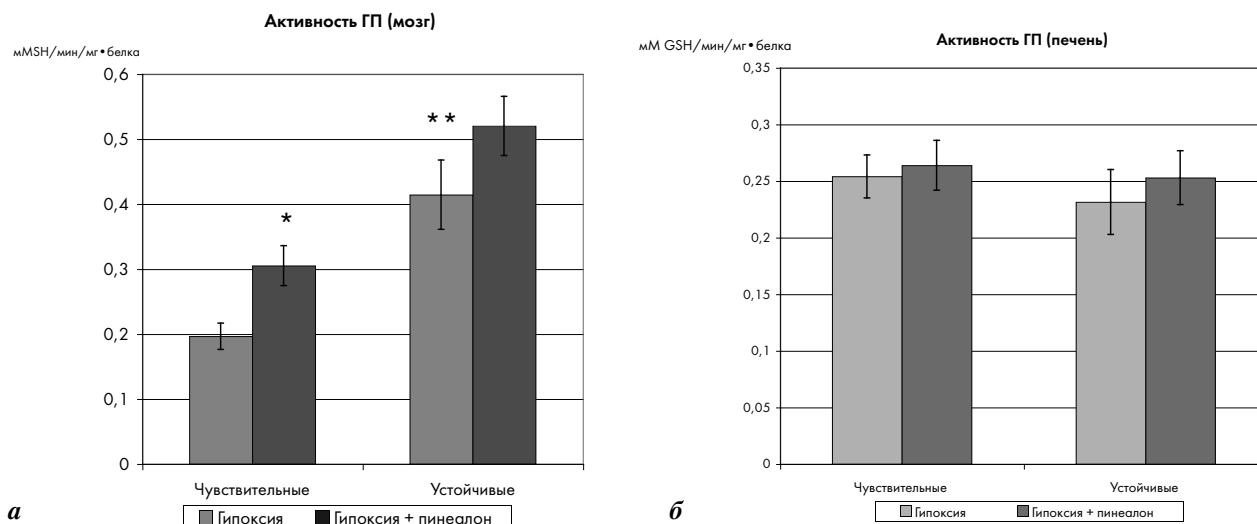 Активность ГП (мозг)
мМSH/мин/мг•белка
0,6
0,5
0,4
0,3
0,2
0,1
0
**
*
Чувствительные
Устойчивые
Гипоксия
Гипоксия + пинеалон
а
Активность ГП (печень)
мМ GSH/мин/мг•белка
0,35
0,3
0,25
0,2
0,15
0,1
0,05
0
Чувствительные
Устойчивые
Гипоксия
Гипоксия + пинеалон
б